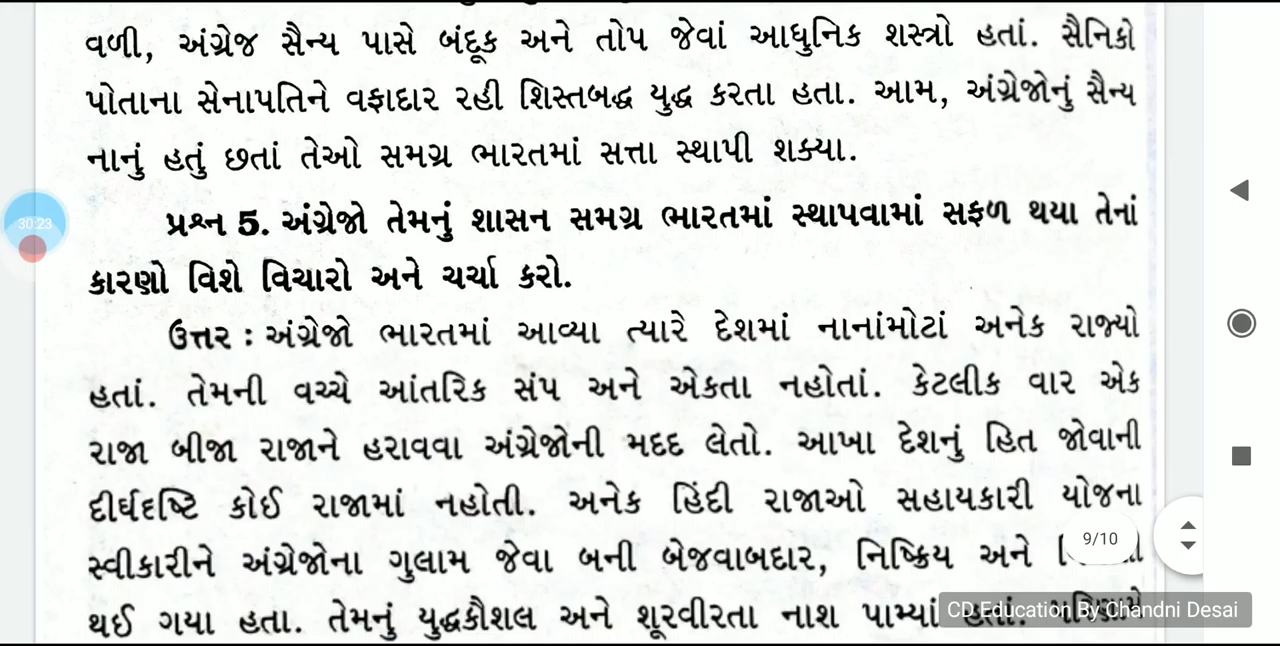 વળી, અંગ્રેજ સૈન્ય પાસે બંદૂક અને તોપ જેવાં આધુનિક શસ્ત્રો હતાં. સૈનિકો
પોતાના સેનાપતિને વફાદાર રહી શિસ્તબદ્ધ યુદ્ધ કરતા હતા. આમ, અંગ્રેજોનું સૈન્ય
નાનું હતું છતાં તેઓ સમગ્ર ભારતમાં સત્તા સ્થાપી શક્યા.
30:23
પ્રશ્ન 5. અંગ્રેજો તેમનું શાસન સમગ્ર ભારતમાં સ્થાપવામાં સફળ થયા તેનાં
કારણો વિશે વિચારો અને ચર્ચા કરો.
ઉત્તર : અંગ્રેજો ભારતમાં આવ્યા ત્યારે દેશમાં નાનાંમોટાં અનેક રાજ્યો
હતાં. તેમની વચ્ચે આંતરિક સંપ અને એકતા નહોતાં. કેટલીક વાર એક
રાજા બીજા રાજાને હરાવવા અંગ્રેજોની મદદ લેતો. આખા દેશનું હિત જોવાની
દીર્ઘદૃષ્ટિ કોઈ રાજામાં નહોતી. અનેક હિંદી રાજાઓ સહાયકારી યોજના
9/10
સ્વીકારીને અંગ્રેજોના ગુલામ જેવા બની બેજવાબદાર, નિષ્ક્રિય અને
થઈ ગયા હતા. તેમનું યુદ્ધકૌશલ અને શૂરવીરતા નાશ પામ્યાં હતાં.
CD Education By Chandni Desai